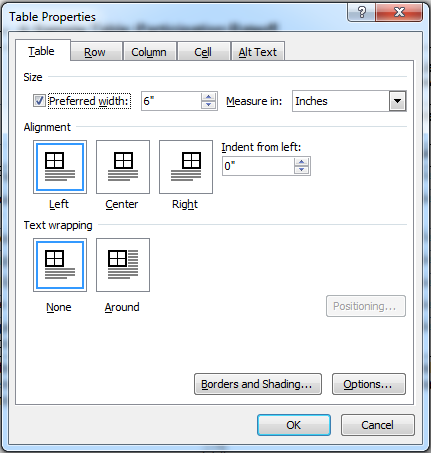 Table Properties
Table Row Column Cell Alt Text
Size
Preferred width: 6" Measure in: Inches
Alignment
Indent from left:
0"
Left Center Right
Text wrapping
None Around
Positioning...
Borders and Shading... Options...
OK Cancel